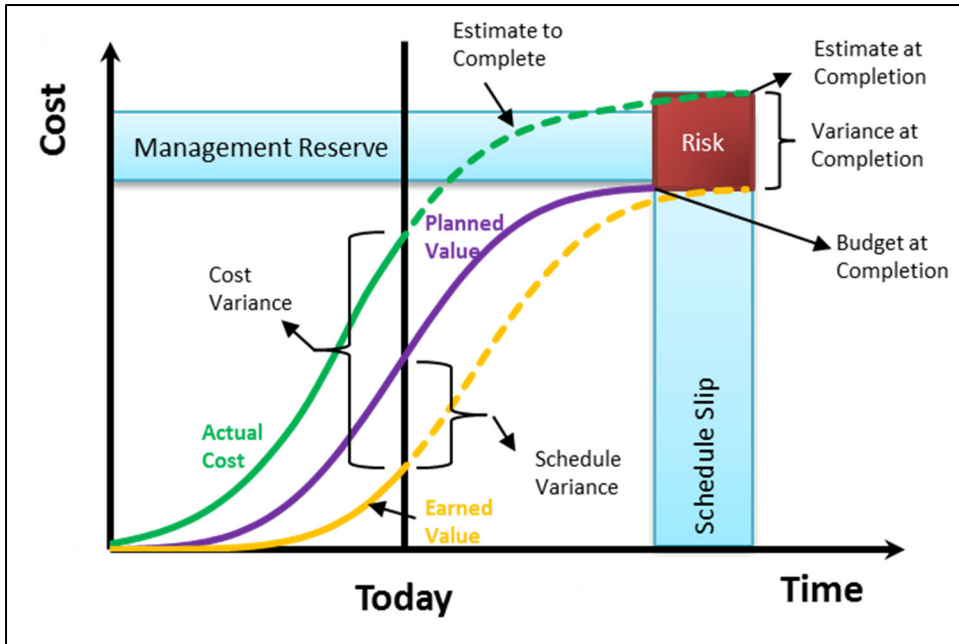 Cost
Estimate to
Complete
Estimate at
Completion
Management Reserve
Risk
Variance at
Completion
Planned
Value
Budget at
Completion
Cost
Variance
Actual
Cost
Schedule
Variance
Earned
Value
Schedule Slip
Today
Time